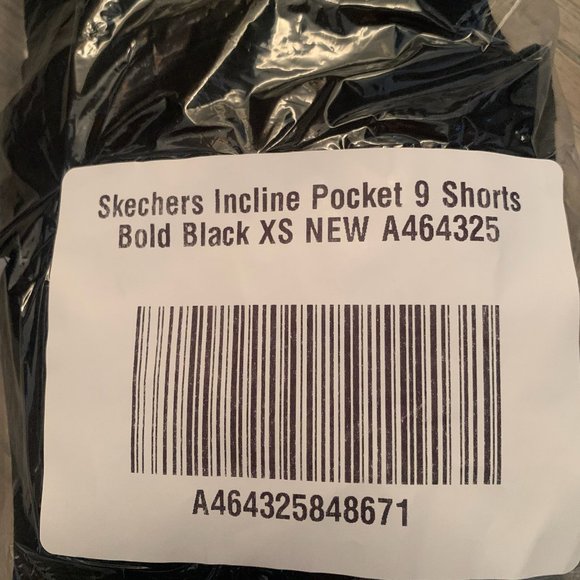 Skechers Incline Pocket 9 Shorts
Bold Black XS NEW A464325
A464325848671